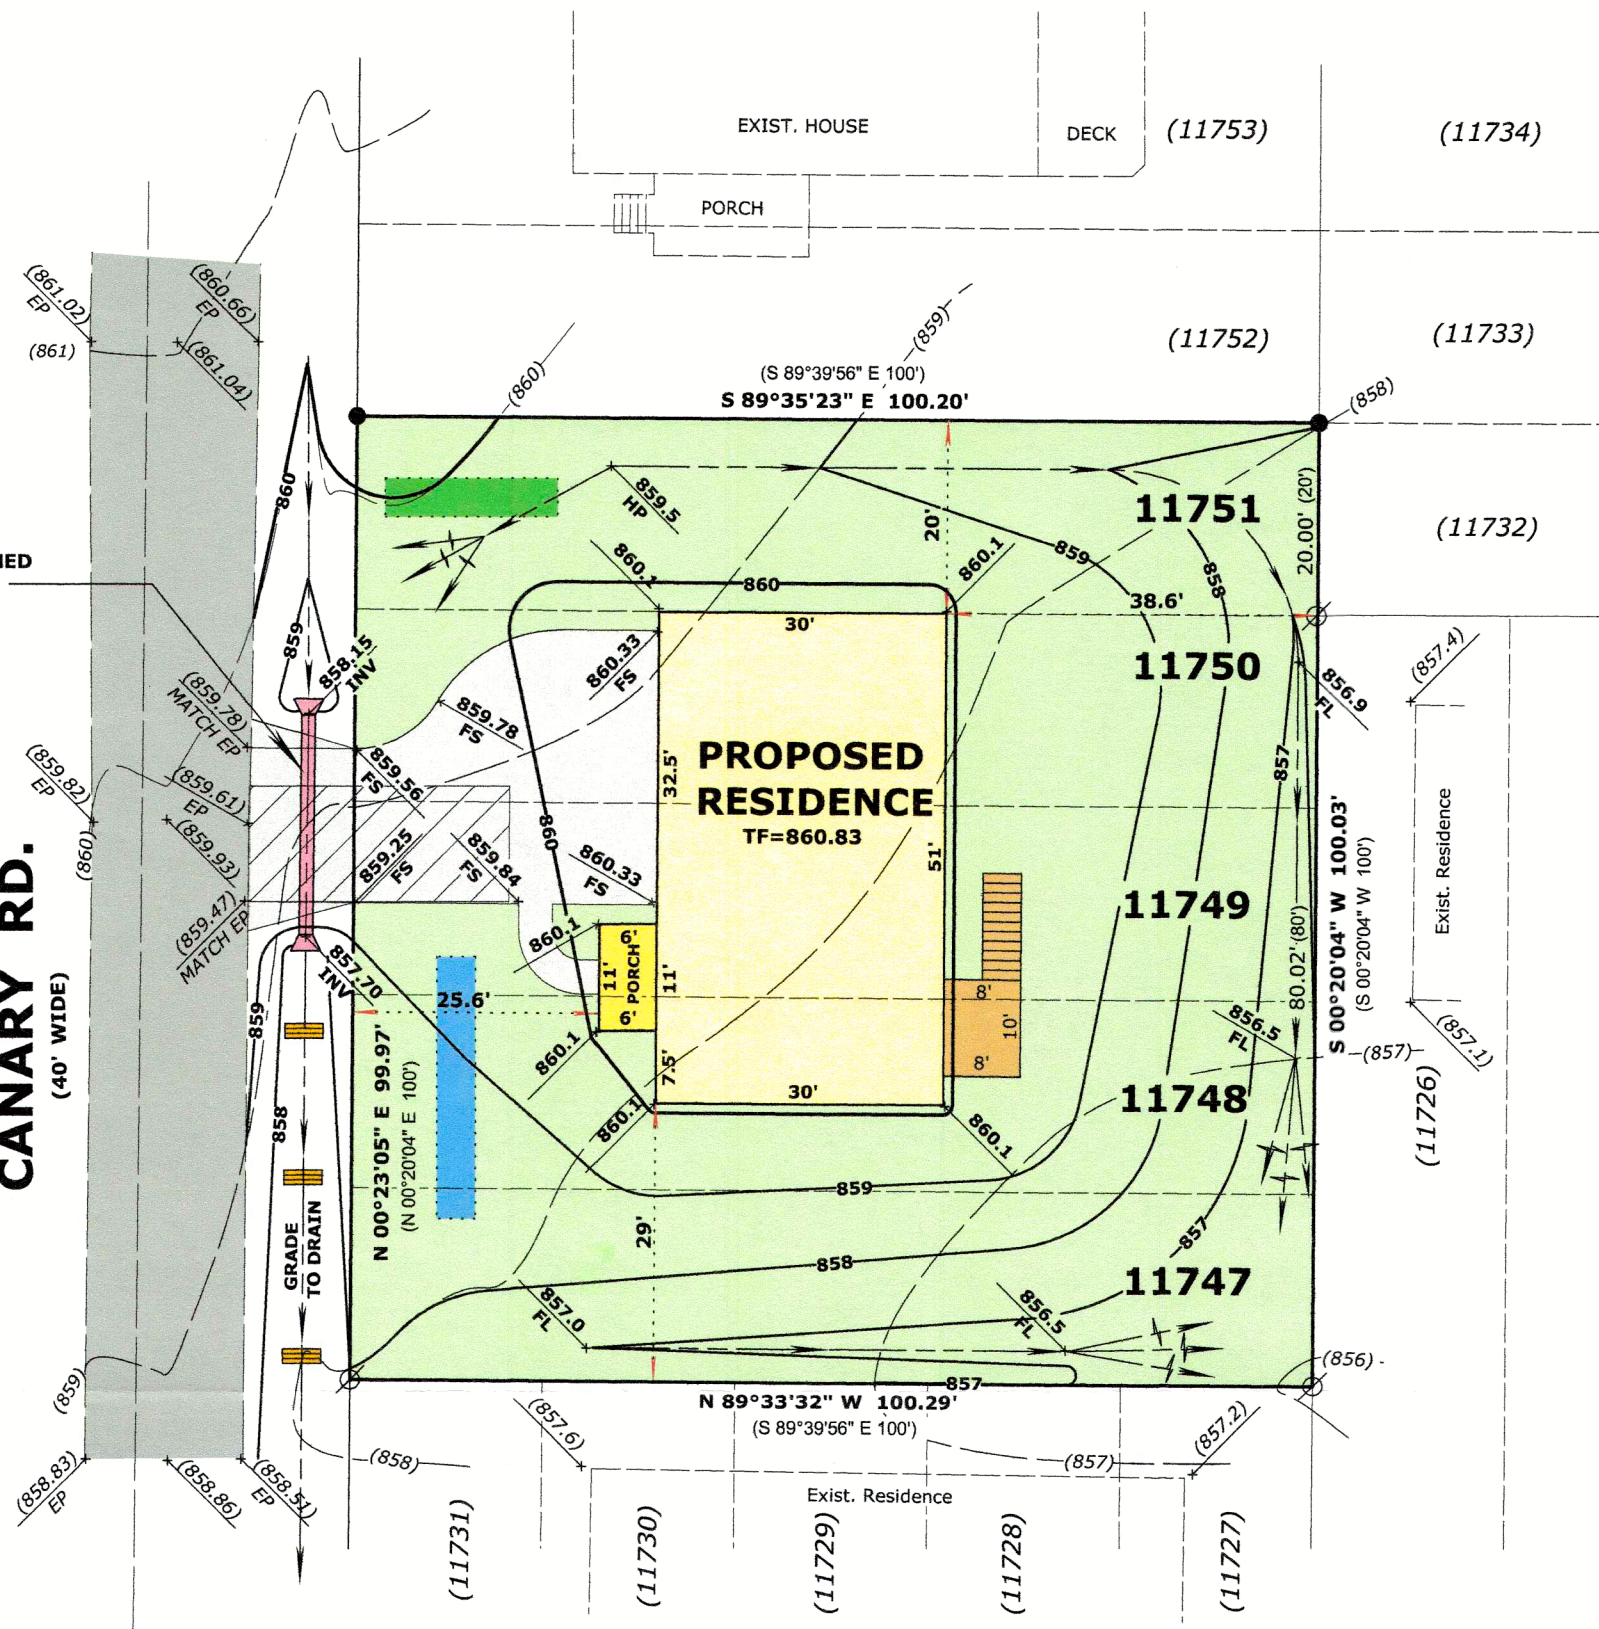 EXIST. HOUSE
DECK
(11753)
(11734)
PORCH
(861.02)
EP
(860.66)
EP
(861)
(861.04)
(860)
(859)
(11752)
(11733)
(S 89°39'56" E 100')
S 89°35'23" E 100.20'
(858)
860
859.5
HP
20'
11751
20.00' (20')
(11732)
860.1
860.1
859
858
860
38.6'
30'
859
858.15
INV
860.33
FS
11750
856.9
FL
(857.4)
(859.78)
MATCH EP
859.78
FS
(859.82)
EP
(859.61)
EP
859.56
FS
32.5'
PROPOSED
RESIDENCE
TF=860.83
857
(860)
(859.93)
859.25
FS
859.84
FS
860
860.33
FS
51'
S 00°20'04" W 100.03'
(S 00°20'04" W 100')
Exist. Residence
CANARY RD.
(40' WIDE)
(859.47)
MATCH EP
860.1
6'
11'
PORCH
11'
6'
11749
80.02' (80')
857.70
INV
25.6'
8'
10'
8'
856.5
FL
(857)
(857.1)
859
N 00°23'05" E 99.97'
(N 00°20'04" E 100')
860.1
7.5'
30'
860.1
860.1
11748
(11726)
858
859
GRADE
TO DRAIN
29'
858
857
11747
857.0
FL
856.5
FL
(859)
857
(856)
N 89°33'32" W 100.29'
(S 89°39'56" E 100')
(857.6)
(857.2)
(858)
(857)
(858.83)
EP
(858.86)
(858.51)
EP
Exist. Residence
(11731)
(11730)
(11729)
(11728)
(11727)